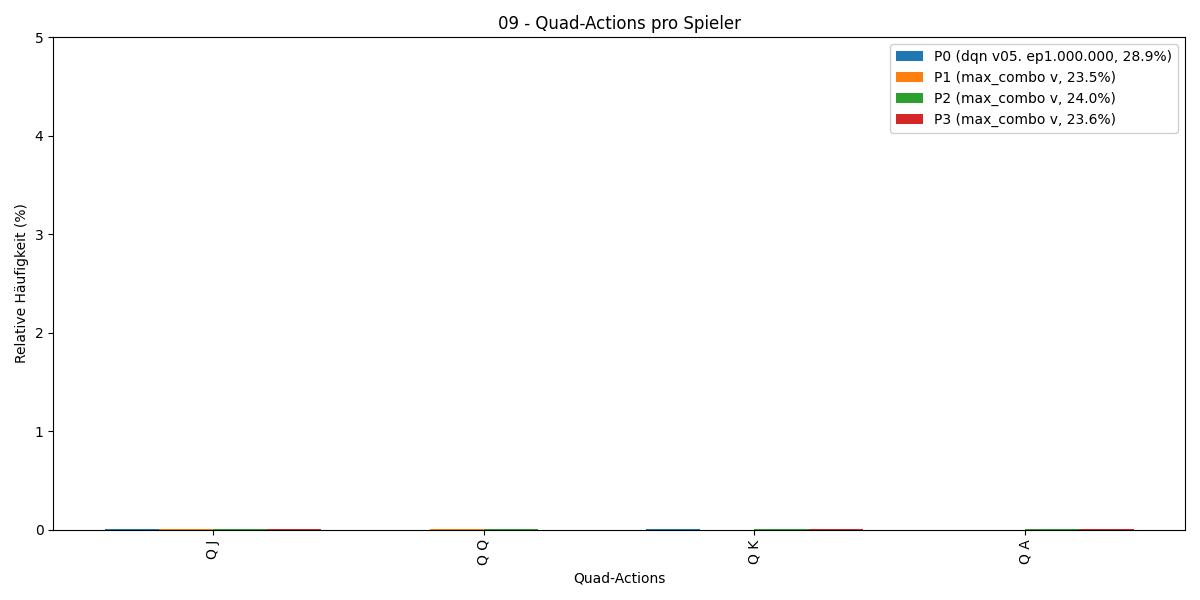 09 - Quad-Actions pro Spieler
P0 (dqn v05. ep1.000.000, 28.9%)
P1 (max_combo v, 23.5%)
P2 (max_combo v, 24.0%)
P3 (max_combo v, 23.6%)
Relative Häufigkeit (%)
5
4
3
2
1
0
Q J
Q Q
Q K
Q A
Quad-Actions